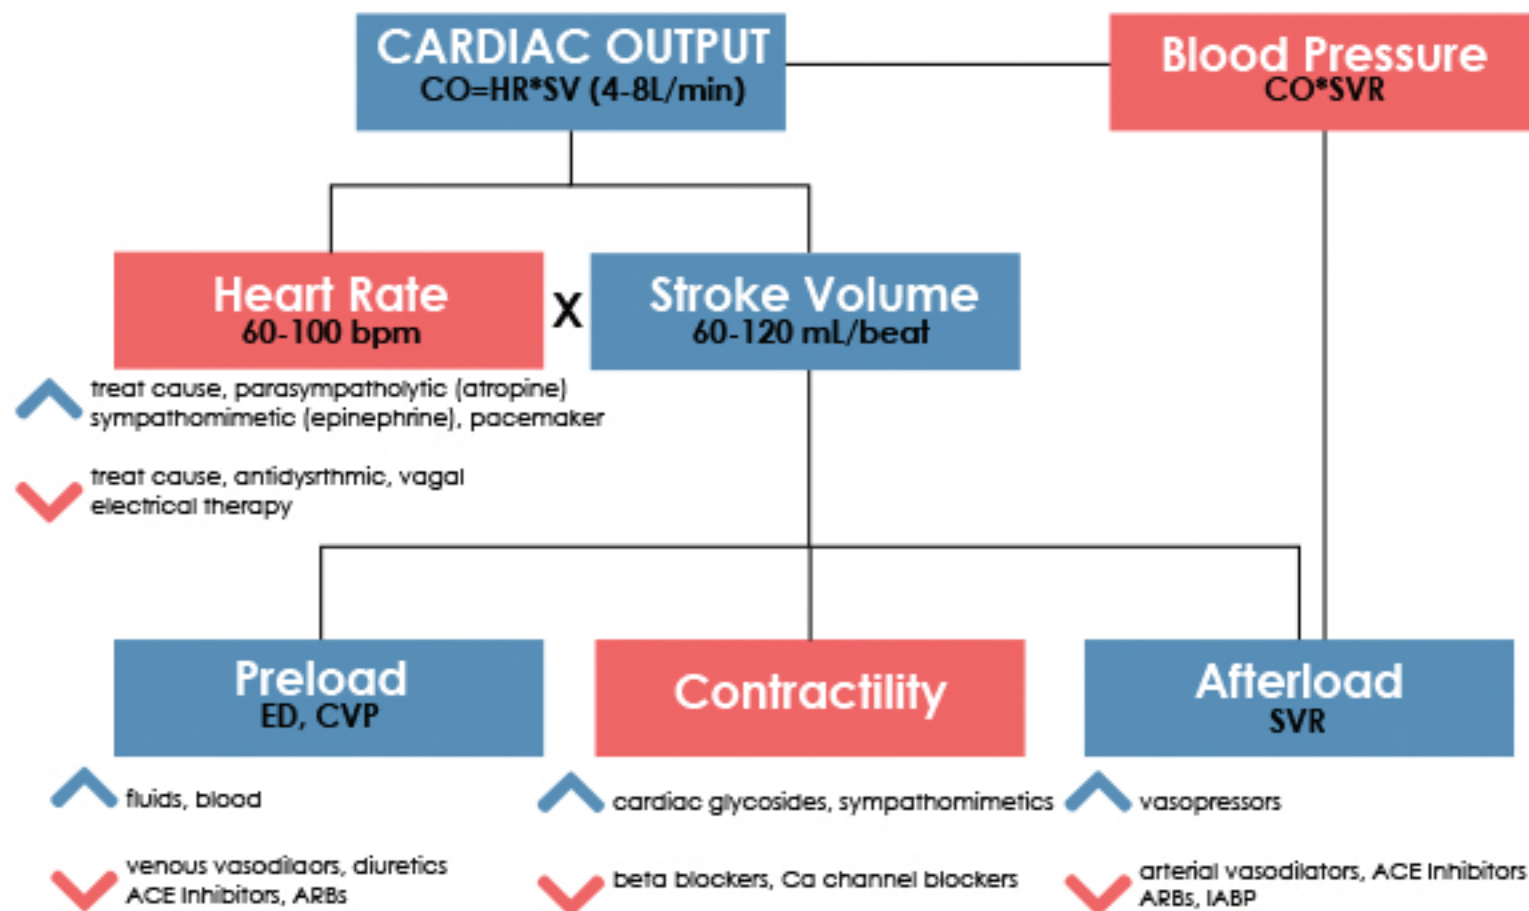 CARDIAC OUTPUT
CO=HR*SV (4-8L/min)
Blood Pressure
CO*SVR
Heart Rate
60-100 bpm
X
Stroke Volume
60-120 mL/beat
treat cause, parasympatholytic (atropine)
sympathomimetic (epinephrine), pacemaker
treat cause, antidysrthmic, vagal
electrical therapy
Preload
ED, CVP
Contractility
Afterload
SVR
fluids, blood
cardiac glycosides, sympathomimetics
vasopressors
venous vasodilaors, diuretics
ACE Inhibitors, ARBs
beta blockers, Ca channel blockers
arterial vasodilators, ACE Inhibitors
ARBs, IABP